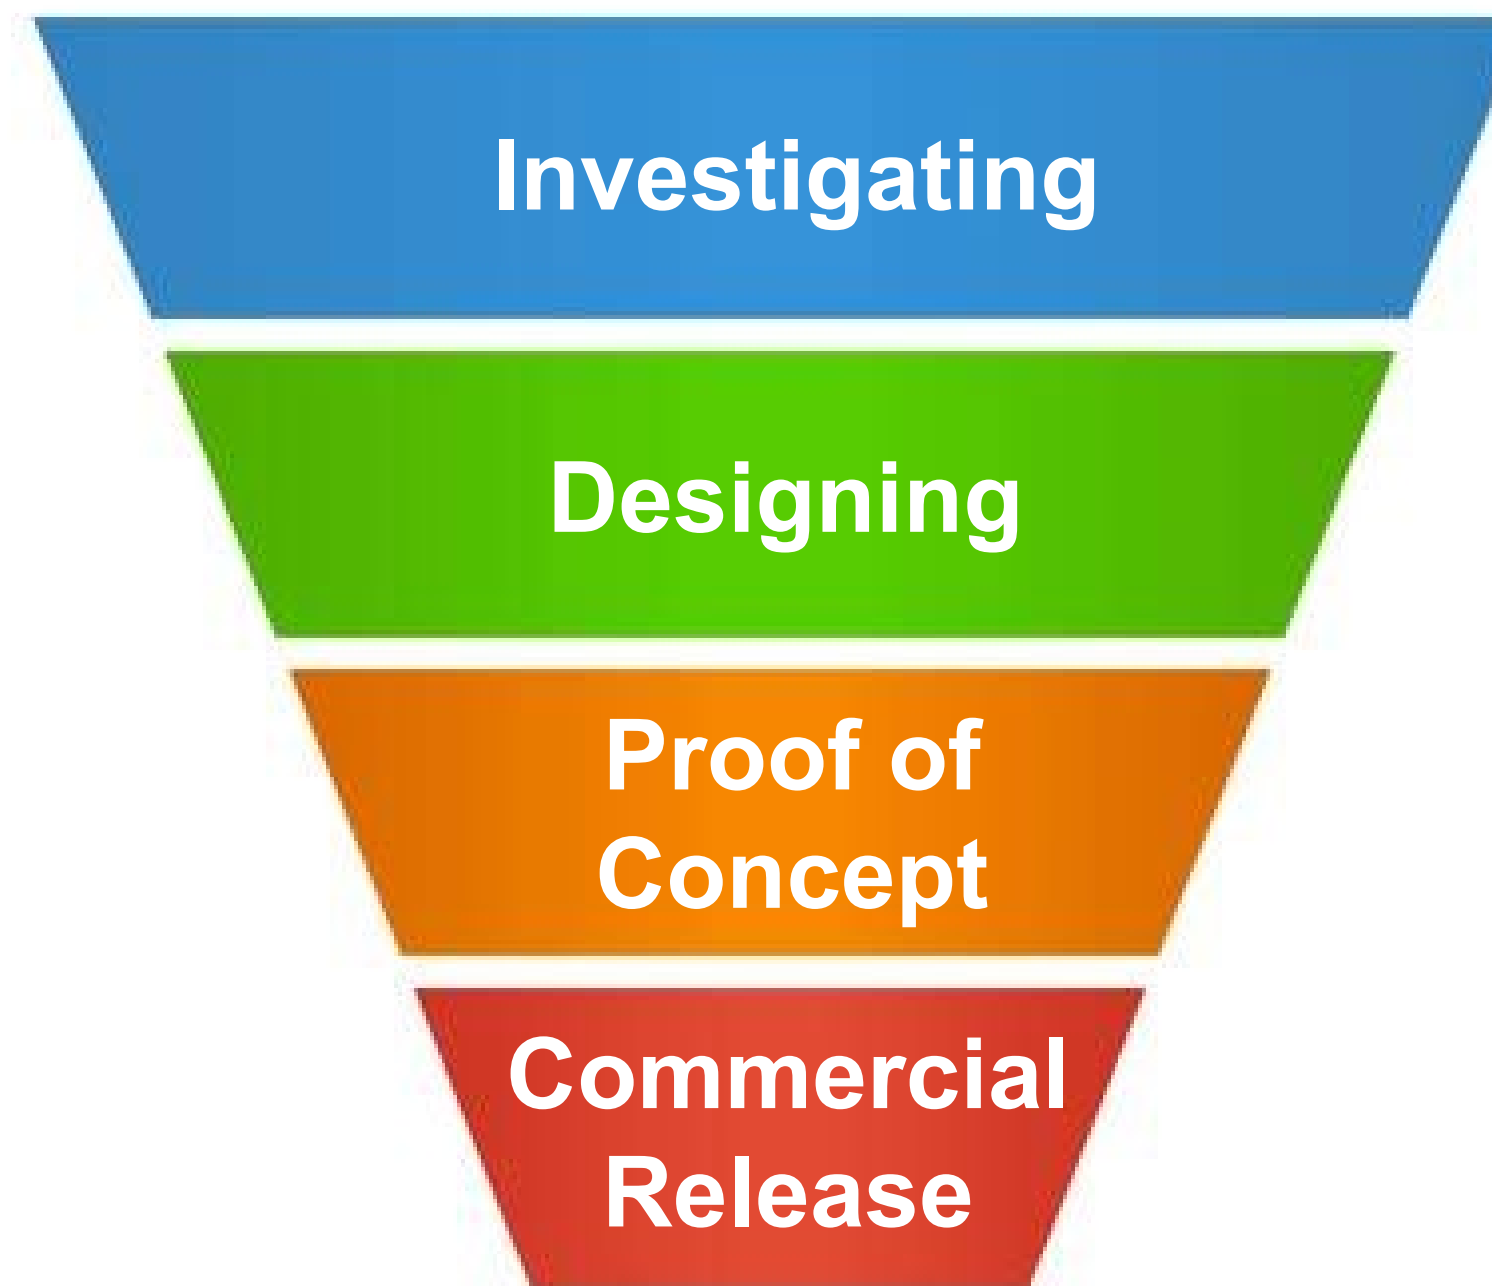 Investigating
Designing
Proof of
Concept
Commercial
Release